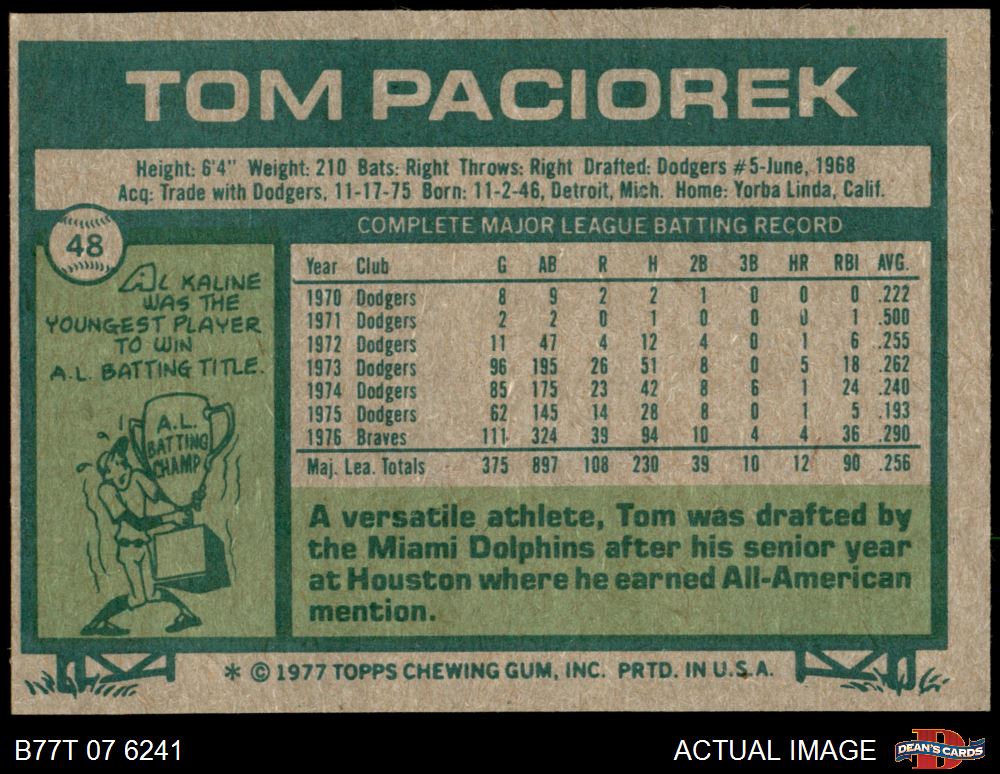 TOM PACIOREK
Height: 6'4" Weight: 210 Bats: Right Throws: Right Drafted: Dodgers #5-June, 1968
Acq: Trade with Dodgers, 11-17-75 Born: 11-2-46, Detroit, Mich. Home: Yorba Linda, Calif.
48
AL KALINE
WAS THE
YOUNGEST PLAYER
TO WIN
A.L. BATTING TITLE.
A.L.
BATTING
CHAMP
COMPLETE MAJOR LEAGUE BATTING RECORD
Year Club G AB R H 2B 3B HR RBI AVG.
1970 Dodgers 8 9 2 2 1 0 0 0 .222
1971 Dodgers 2 2 0 1 0 0 0 1 .500
1972 Dodgers 11 47 4 12 4 0 1 6 .255
1973 Dodgers 96 195 26 51 8 0 5 18 .262
1974 Dodgers 85 175 23 42 8 6 1 24 .240
1975 Dodgers 62 145 14 28 8 0 1 5 .193
1976 Braves 111 324 39 94 10 4 4 36 .290
Maj. Lea. Totals 375 897 108 230 39 10 12 90 .256
A versatile athlete, Tom was drafted by
the Miami Dolphins after his senior year
at Houston where he earned All-American
mention.
* © 1977 TOPPS CHEWING GUM, INC. PRTD. IN U.S.A.
B77T 07 6241
ACTUAL IMAGE
D
DEAN'S CARDS